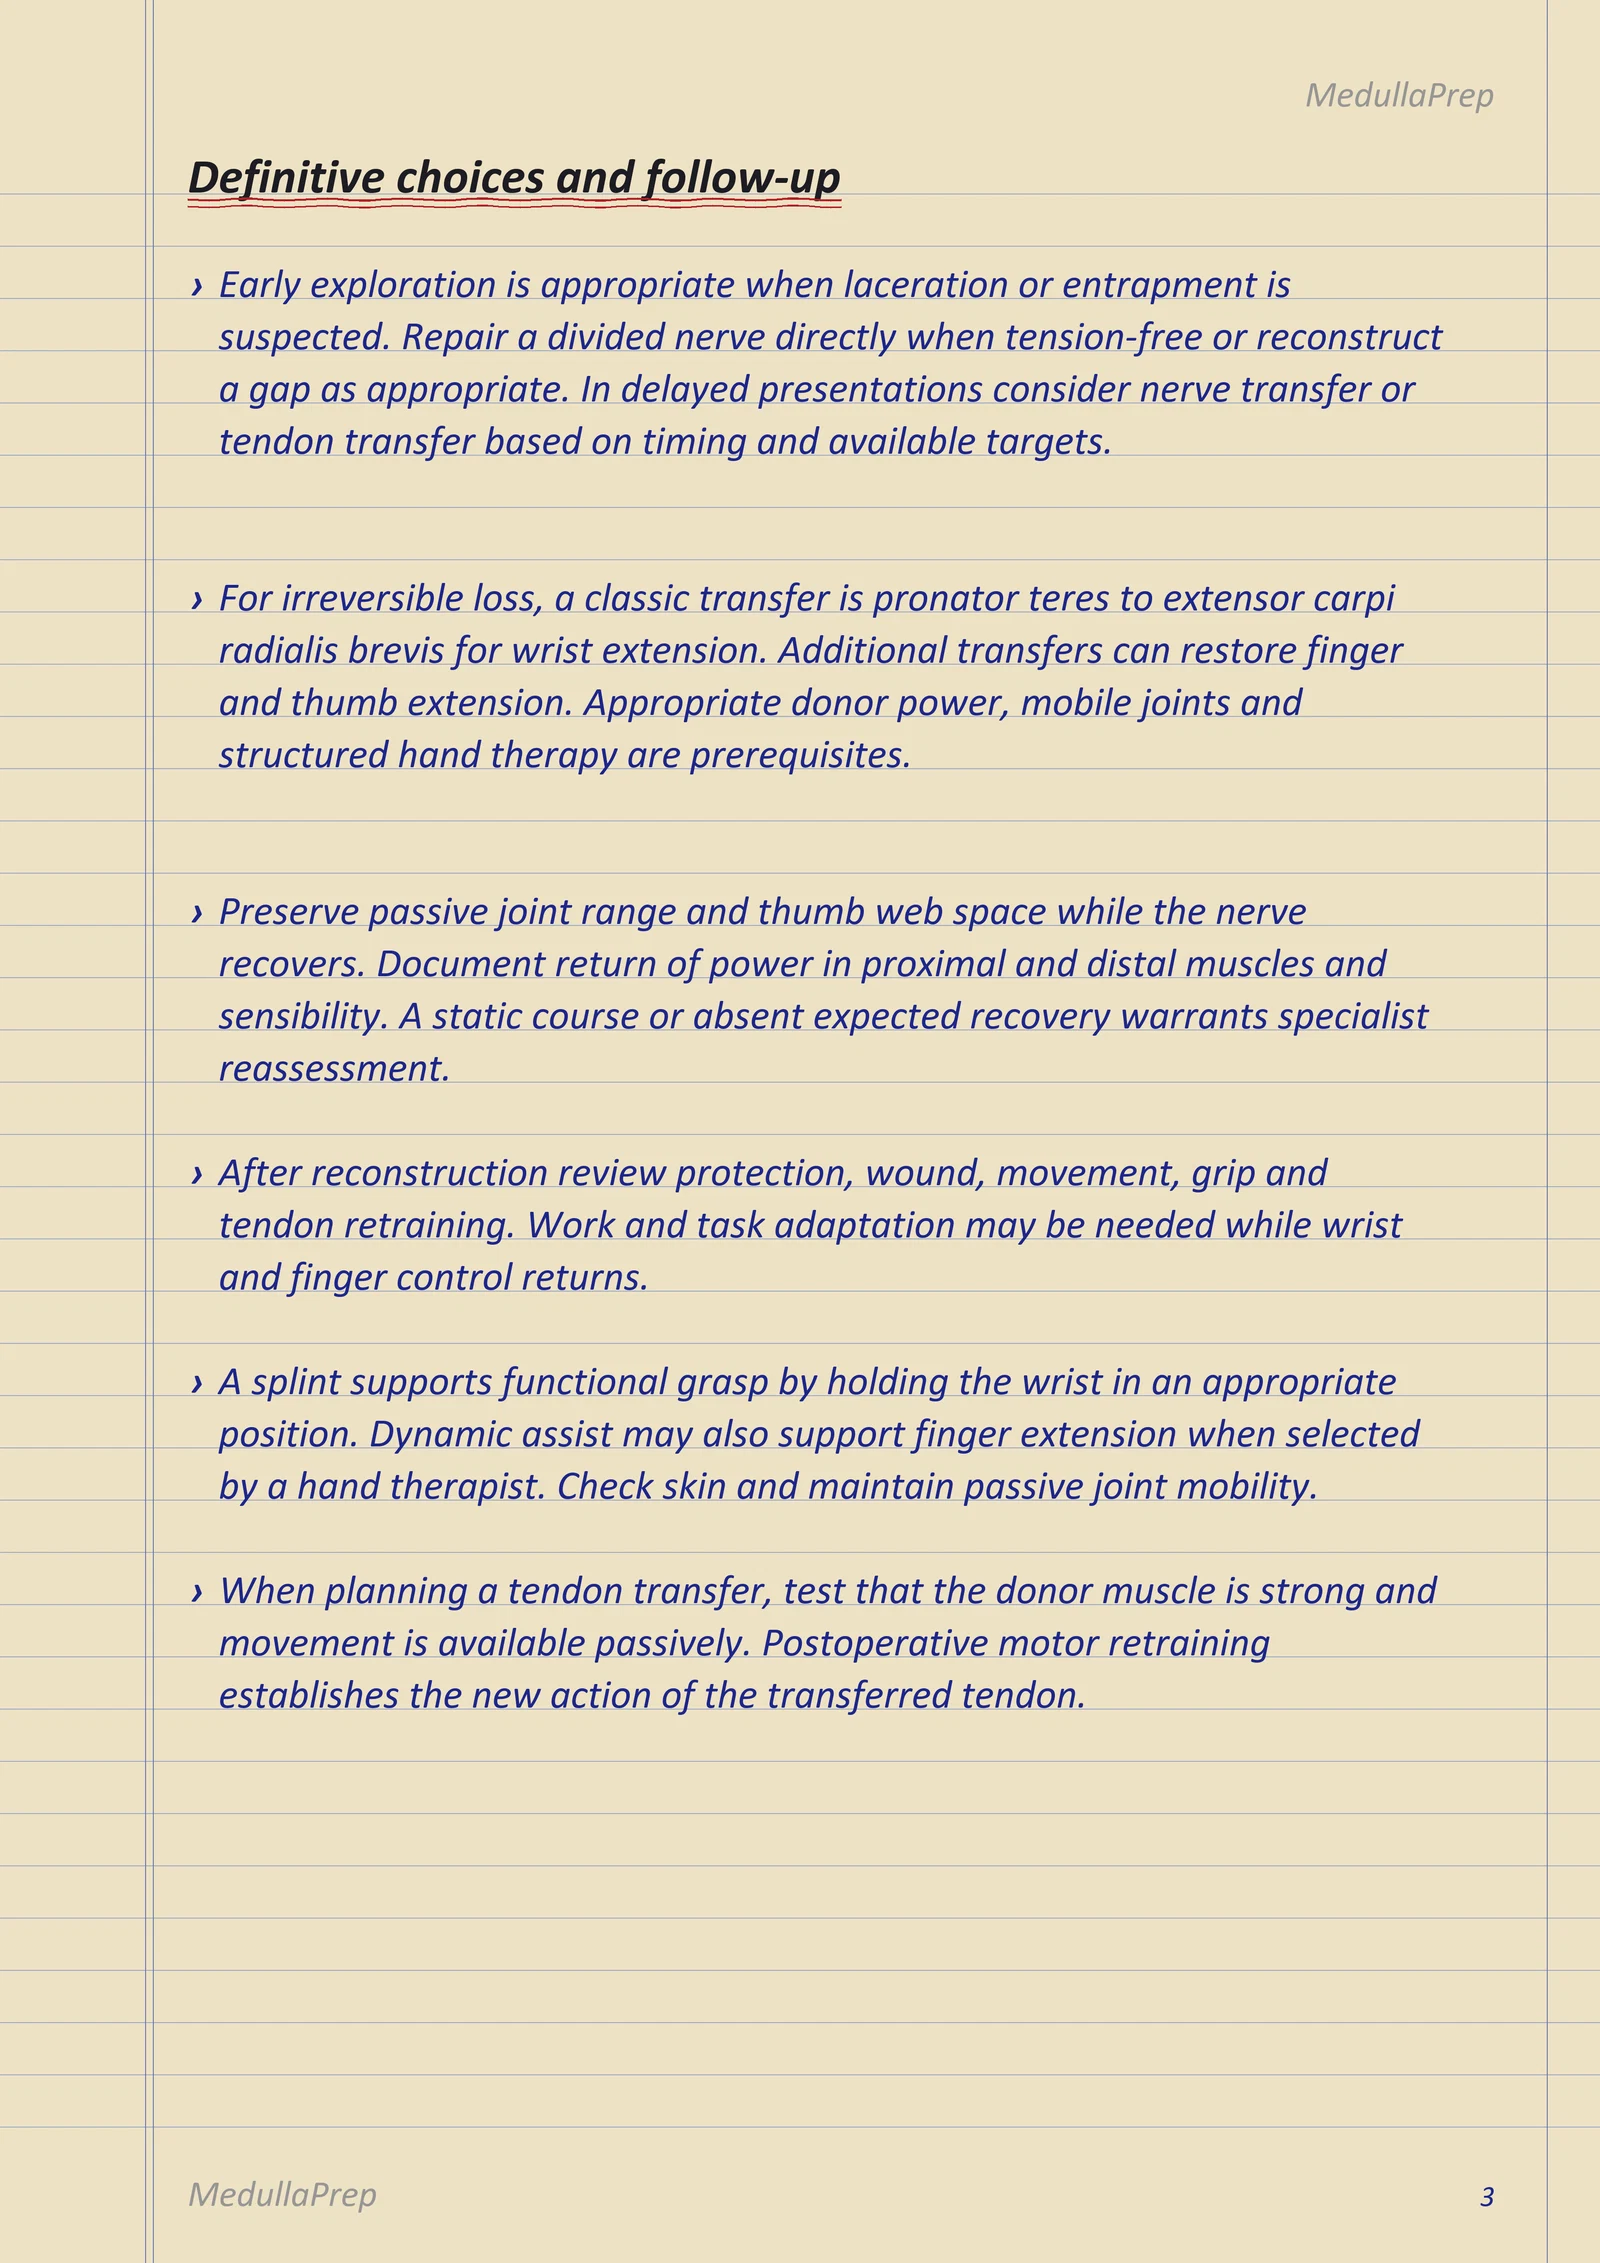 MedullaPrep
Definitive choices and follow-up
› Early exploration is appropriate when laceration or entrapment is
suspected. Repair a divided nerve directly when tension-free or reconstruct
a gap as appropriate. In delayed presentations consider nerve transfer or
tendon transfer based on timing and available targets.
› For irreversible loss, a classic transfer is pronator teres to extensor carpi
radialis brevis for wrist extension. Additional transfers can restore finger
and thumb extension. Appropriate donor power, mobile joints and
structured hand therapy are prerequisites.
› Preserve passive joint range and thumb web space while the nerve
recovers. Document return of power in proximal and distal muscles and
sensibility. A static course or absent expected recovery warrants specialist
reassessment.
› After reconstruction review protection, wound, movement, grip and
tendon retraining. Work and task adaptation may be needed while wrist
and finger control returns.
› A splint supports functional grasp by holding the wrist in an appropriate
position. Dynamic assist may also support finger extension when selected
by a hand therapist. Check skin and maintain passive joint mobility.
› When planning a tendon transfer, test that the donor muscle is strong and
movement is available passively. Postoperative motor retraining
establishes the new action of the transferred tendon.
MedullaPrep
3